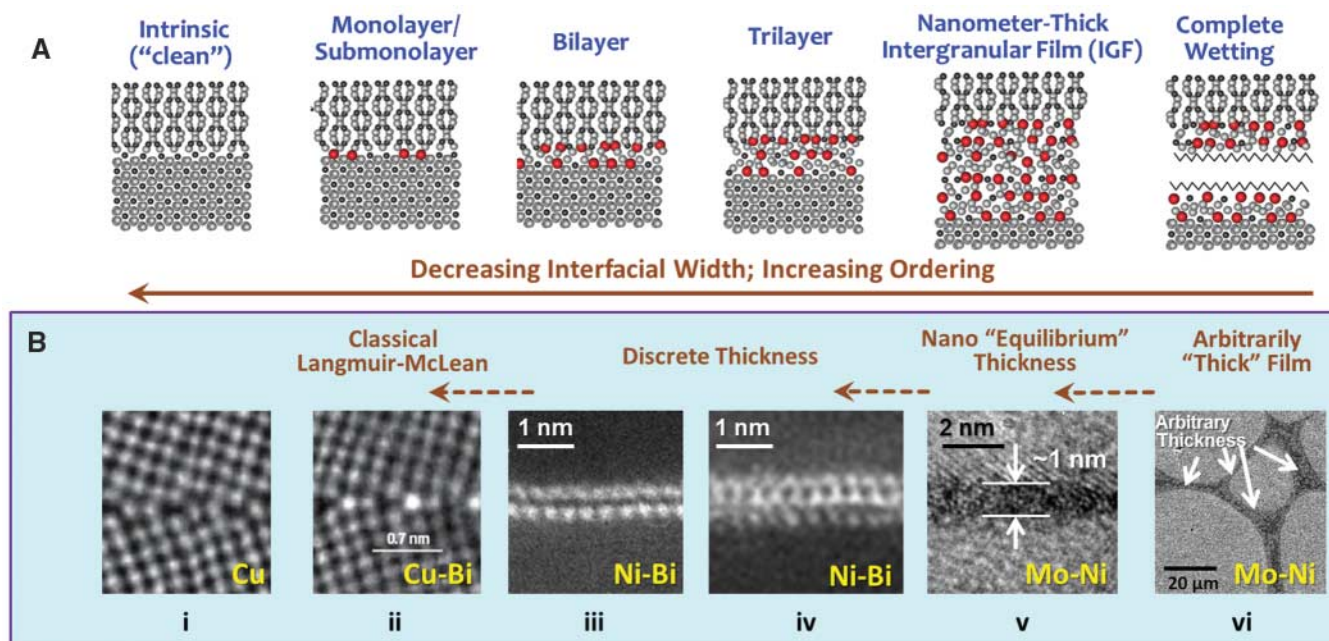 A
Intrinsic
("clean")
Monolayer/
Submonolayer
Bilayer
Trilayer
Nanometer-Thick
Intergranular Film (IGF)
Complete
Wetting
Decreasing Interfacial Width; Increasing Ordering
B
Classical
Langmuir-McLean
Discrete Thickness
Nano "Equilibrium"
Thickness
Arbitrarily
"Thick" Film
Cu
0.7 nm
Cu-Bi
1 nm
Ni-Bi
1 nm
Ni-Bi
2 nm
~1 nm
Mo-Ni
Arbitrary
Thickness
20 μm
Mo-Ni
i
ii
iii
iv
v
vi